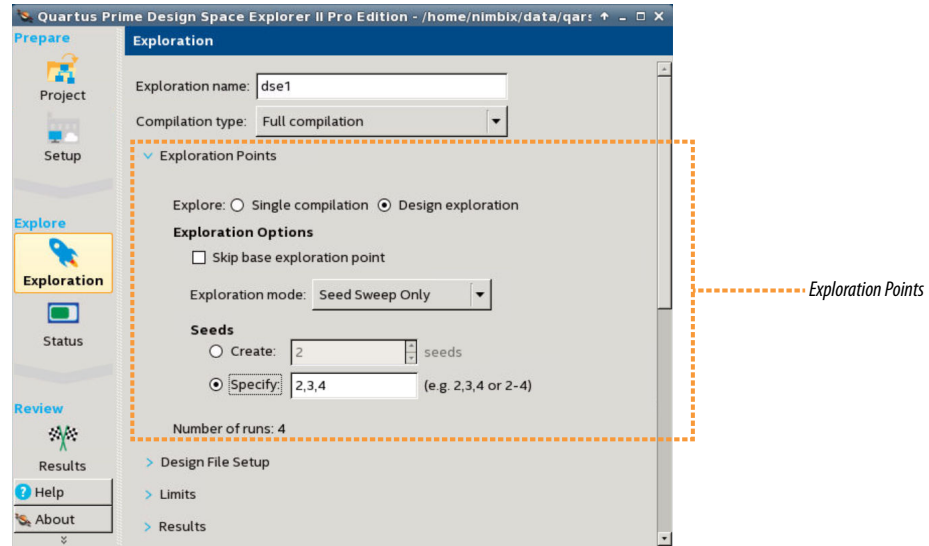 Quartus Prime Design Space Explorer II Pro Edition - /home/nimbix/data/qar
Prepare
Project
Setup
Explore
Exploration
Status
Review
Results
Help
About
Exploration
Exploration name: dse1
Compilation type: Full compilation
Exploration Points
Explore: Single compilation Design exploration
Exploration Options
Skip base exploration point
Exploration mode: Seed Sweep Only
Seeds
Create: 2 seeds
Specify: 2,3,4 (e.g. 2,3,4 or 2-4)
Number of runs: 4
Design File Setup
Limits
Results
Exploration Points